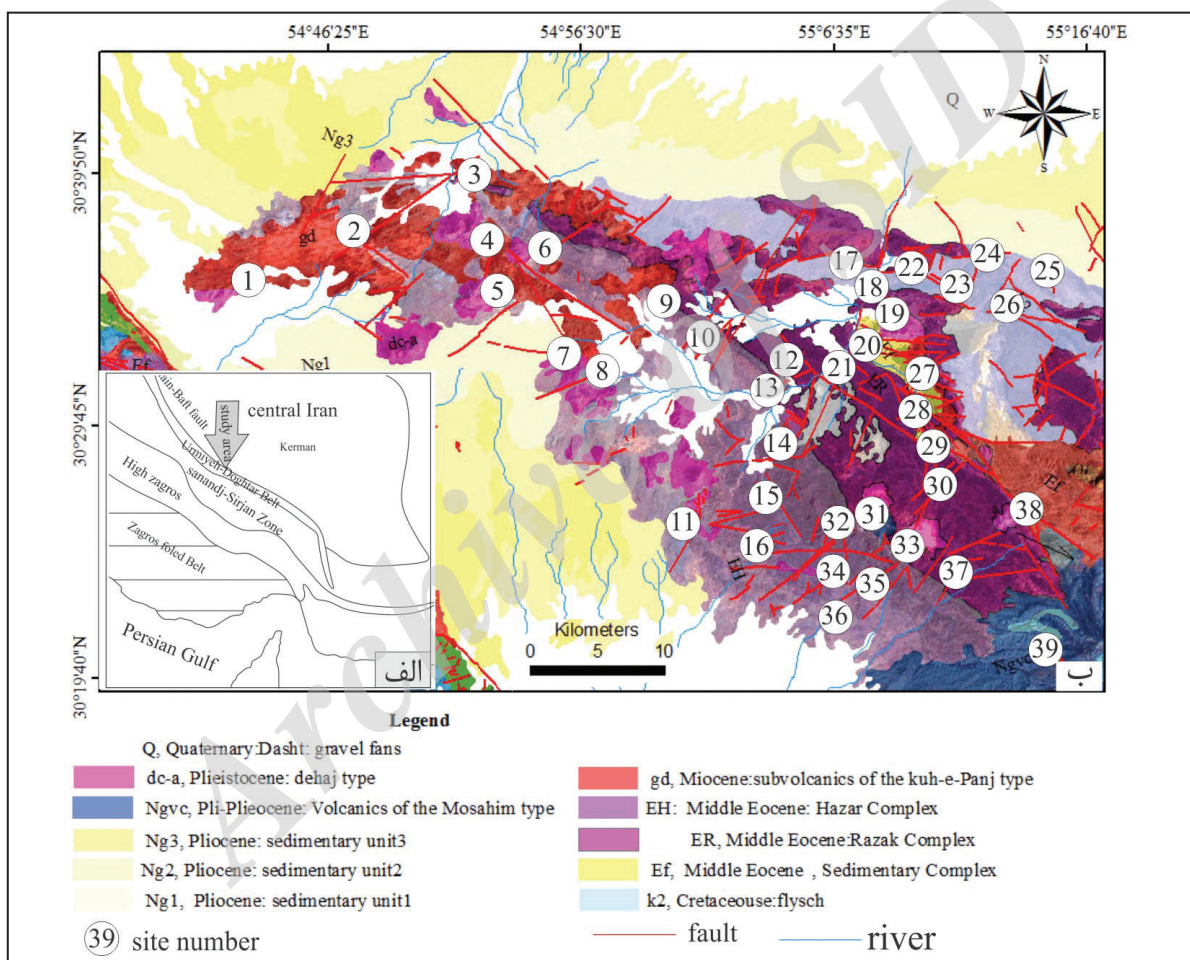 54°46'25"E
54°56'30"E
55°6'35"E
55°16'40"E
30°39'50"N
30°29'45"N
30°19'40"N
N
W
E
S
Q
Ng3
gd
3
2
1
4
6
5
17
22
24
25
18
23
26
9
19
10
20
dc-a
7
12
21
27
Ng1
8
13
ER
28
14
29
30
Ef
15
11
32
31
38
33
16
EH
34
35
37
36
39
Ngvc
Kilometers
0 5 10
central Iran
study area
Kerman
Urmiyeh-Doghtar Belt
sanandj-Sirjan Zone
High zagros
Zagros foled Belt
Persian Gulf
الف
ب
Legend
Q, Quaternary:Dasht: gravel fans
dc-a, Plieistocene: dehaj type
Ngvc, Pli-Plieocene: Volcanics of the Mosahim type
Ng3, Pliocene: sedimentary unit3
Ng2, Pliocene: sedimentary unit2
Ng1, Pliocene: sedimentary unit1
39 site number
gd, Miocene:subvolcanics of the kuh-e-Panj type
EH: Middle Eocene: Hazar Complex
ER, Middle Eocene:Razak Complex
Ef, Middle Eocene , Sedimentary Complex
k2, Cretaceouse:flysch
fault
river
Archive of SID